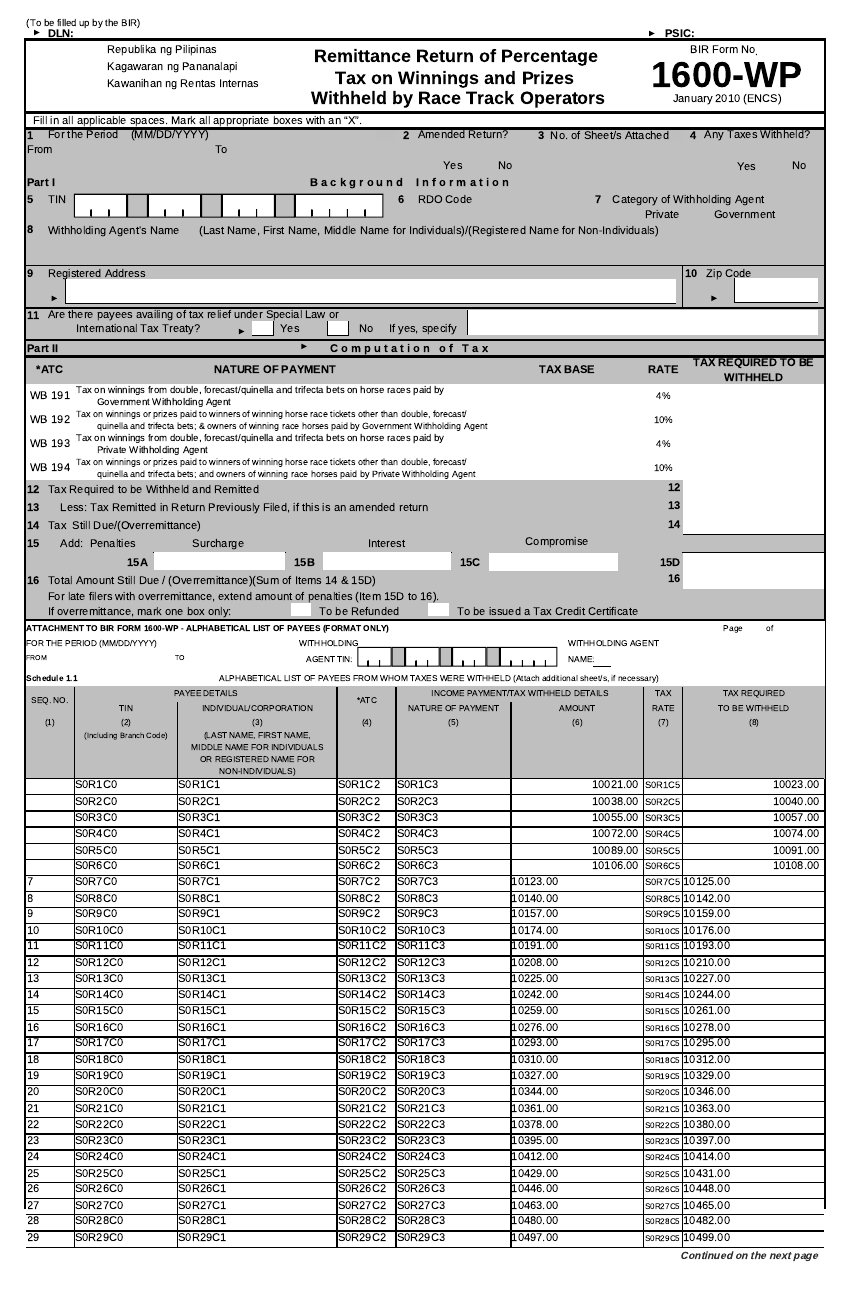 (To be filled up by the BIR)
► DLN: ► PSIC:
Republika ng Pilipinas
Kagawaran ng Pananalapi
Kawanihan ng Rentas Internas
Remittance Return of Percentage
Tax on Winnings and Prizes
Withheld by Race Track Operators
BIR Form No.
1600-WP
January 2010 (ENCS)
Fill in all applicable spaces. Mark all appropriate boxes with an “X”.
1 For the Period (MM/DD/YYYY) 2 Amended Return? 3 No. of Sheet/s Attached 4 Any Taxes Withheld?
From To
Yes No Yes No
Part I Background Information
5 TIN 6 RDO Code 7 Category of Withholding Agent
Private Government
8 Withholding Agent's Name (Last Name, First Name, Middle Name for Individuals)/(Registered Name for Non-Individuals)
9 Registered Address 10 Zip Code
► ►
11 Are there payees availing of tax relief under Special Law or
International Tax Treaty? ► Yes No If yes, specify
Part II ► Computation of Tax
*ATC NATURE OF PAYMENT TAX BASE RATE TAX REQUIRED TO BE WITHHELD
WB 191 Tax on winnings from double, forecast/quinella and trifecta bets on horse races paid by
Government Withholding Agent 4%
WB 192 Tax on winnings or prizes paid to winners of winning horse race tickets other than double, forecast/
quinella and trifecta bets; & owners of winning race horses paid by Government Withholding Agent 10%
WB 193 Tax on winnings from double, forecast/quinella and trifecta bets on horse races paid by
Private Withholding Agent 4%
WB 194 Tax on winnings or prizes paid to winners of winning horse race tickets other than double, forecast/
quinella and trifecta bets; and owners of winning race horses paid by Private Withholding Agent 10%
12 Tax Required to be Withheld and Remitted 12
13 Less: Tax Remitted in Return Previously Filed, if this is an amended return 13
14 Tax Still Due/(Overremittance) 14
15 Add: Penalties Surcharge Interest Compromise
15A 15B 15C 15D
16 Total Amount Still Due / (Overremittance)(Sum of Items 14 & 15D) 16
For late filers with overremittance, extend amount of penalties (Item 15D to 16).
If overremittance, mark one box only: To be Refunded To be issued a Tax Credit Certificate
ATTACHMENT TO BIR FORM 1600-WP - ALPHABETICAL LIST OF PAYEES (FORMAT ONLY) Page of
FOR THE PERIOD (MM/DD/YYYY) WITHHOLDING WITHHOLDING AGENT
FROM TO AGENT TIN: NAME:
Schedule 1.1 ALPHABETICAL LIST OF PAYEES FROM WHOM TAXES WERE WITHHELD (Attach additional sheet/s, if necessary)
SEQ. NO. PAYEE DETAILS *ATC INCOME PAYMENT/TAX WITHHELD DETAILS TAX TAX REQUIRED
TIN INDIVIDUAL/CORPORATION NATURE OF PAYMENT AMOUNT RATE TO BE WITHHELD
(1) (2) (3) (4) (5) (6) (7) (8)
(Including Branch Code) (LAST NAME, FIRST NAME,
MIDDLE NAME FOR INDIVIDUALS
OR REGISTERED NAME FOR
NON-INDIVIDUALS)
S0R1C0 S0R1C1 S0R1C2 S0R1C3 10021.00 S0R1C5 10023.00
S0R2C0 S0R2C1 S0R2C2 S0R2C3 10038.00 S0R2C5 10040.00
S0R3C0 S0R3C1 S0R3C2 S0R3C3 10055.00 S0R3C5 10057.00
S0R4C0 S0R4C1 S0R4C2 S0R4C3 10072.00 S0R4C5 10074.00
S0R5C0 S0R5C1 S0R5C2 S0R5C3 10089.00 S0R5C5 10091.00
S0R6C0 S0R6C1 S0R6C2 S0R6C3 10106.00 S0R6C5 10108.00
7 S0R7C0 S0R7C1 S0R7C2 S0R7C3 10123.00 S0R7C5 10125.00
8 S0R8C0 S0R8C1 S0R8C2 S0R8C3 10140.00 S0R8C5 10142.00
9 S0R9C0 S0R9C1 S0R9C2 S0R9C3 10157.00 S0R9C5 10159.00
10 S0R10C0 S0R10C1 S0R10C2 S0R10C3 10174.00 S0R10C5 10176.00
11 S0R11C0 S0R11C1 S0R11C2 S0R11C3 10191.00 S0R11C5 10193.00
12 S0R12C0 S0R12C1 S0R12C2 S0R12C3 10208.00 S0R12C5 10210.00
13 S0R13C0 S0R13C1 S0R13C2 S0R13C3 10225.00 S0R13C5 10227.00
14 S0R14C0 S0R14C1 S0R14C2 S0R14C3 10242.00 S0R14C5 10244.00
15 S0R15C0 S0R15C1 S0R15C2 S0R15C3 10259.00 S0R15C5 10261.00
16 S0R16C0 S0R16C1 S0R16C2 S0R16C3 10276.00 S0R16C5 10278.00
17 S0R17C0 S0R17C1 S0R17C2 S0R17C3 10293.00 S0R17C5 10295.00
18 S0R18C0 S0R18C1 S0R18C2 S0R18C3 10310.00 S0R18C5 10312.00
19 S0R19C0 S0R19C1 S0R19C2 S0R19C3 10327.00 S0R19C5 10329.00
20 S0R20C0 S0R20C1 S0R20C2 S0R20C3 10344.00 S0R20C5 10346.00
21 S0R21C0 S0R21C1 S0R21C2 S0R21C3 10361.00 S0R21C5 10363.00
22 S0R22C0 S0R22C1 S0R22C2 S0R22C3 10378.00 S0R22C5 10380.00
23 S0R23C0 S0R23C1 S0R23C2 S0R23C3 10395.00 S0R23C5 10397.00
24 S0R24C0 S0R24C1 S0R24C2 S0R24C3 10412.00 S0R24C5 10414.00
25 S0R25C0 S0R25C1 S0R25C2 S0R25C3 10429.00 S0R25C5 10431.00
26 S0R26C0 S0R26C1 S0R26C2 S0R26C3 10446.00 S0R26C5 10448.00
27 S0R27C0 S0R27C1 S0R27C2 S0R27C3 10463.00 S0R27C5 10465.00
28 S0R28C0 S0R28C1 S0R28C2 S0R28C3 10480.00 S0R28C5 10482.00
29 S0R29C0 S0R29C1 S0R29C2 S0R29C3 10497.00 S0R29C5 10499.00
Continued on the next page